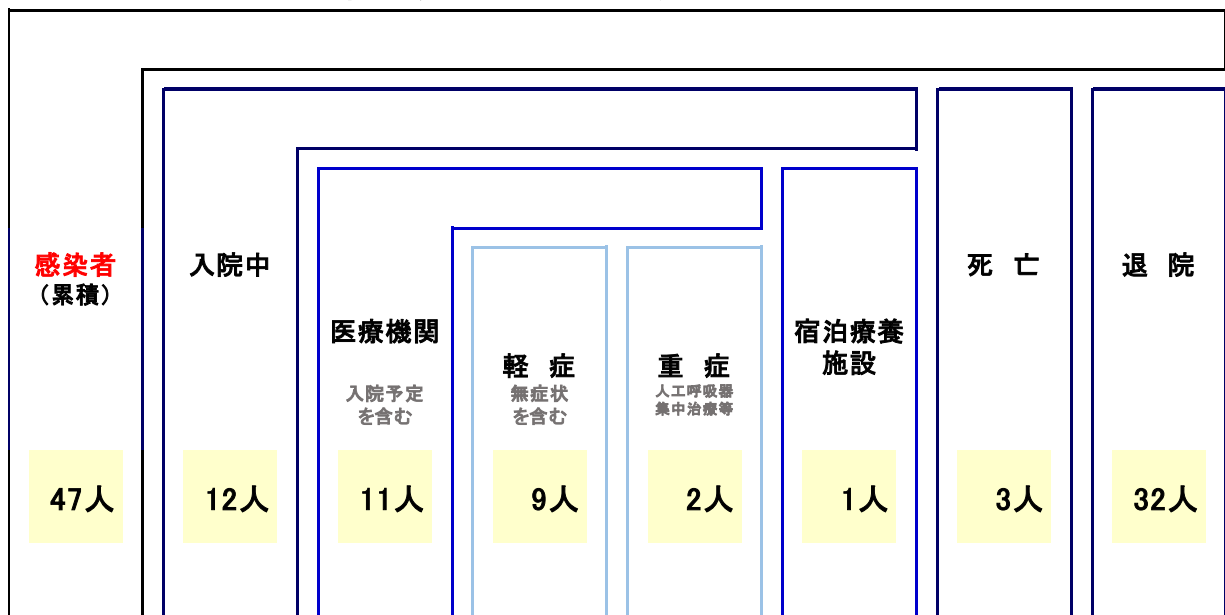 感染者
（累積）
47人
入院中
12人
医療機関
入院予定
を含む
11人
軽 症
無症状
を含む
9人
重 症
人工呼吸器
集中治療等
2人
宿泊療養
施設
1人
死 亡
3人
退 院
32人